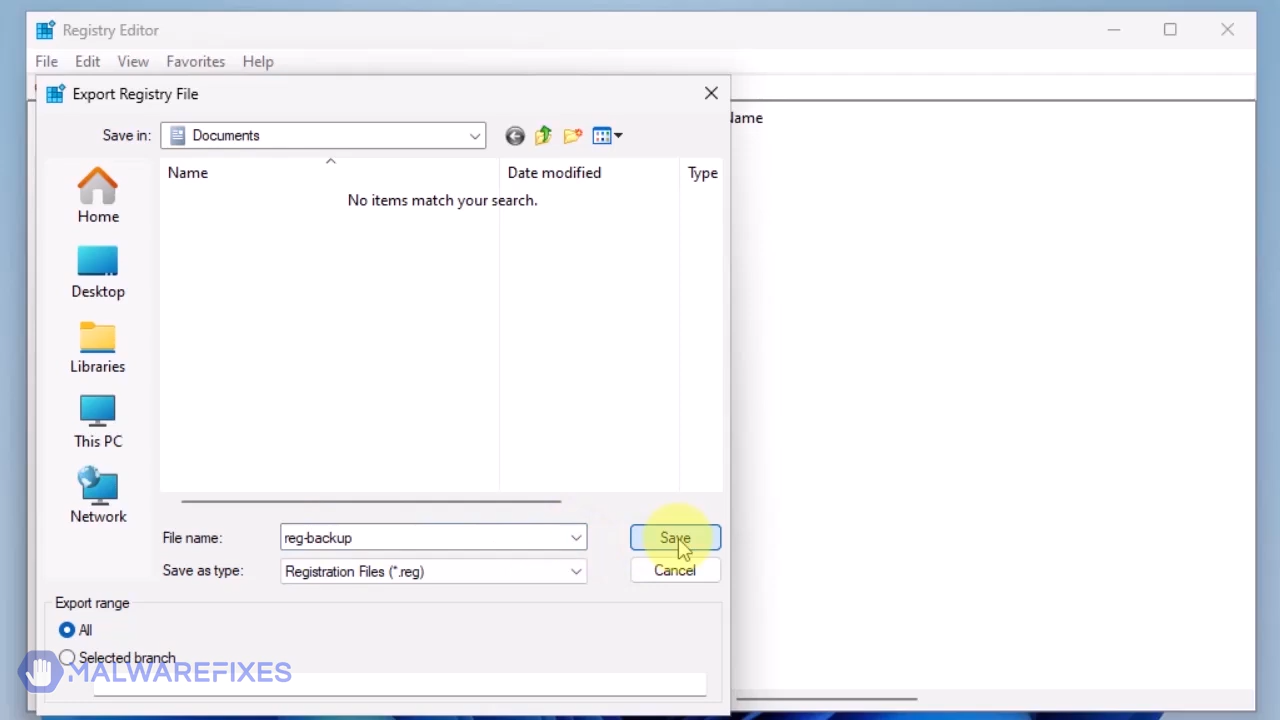 Registry Editor
File Edit View Favorites Help
Export Registry File
Save in: Documents
Name
Name Date modified Type
No items match your search.
Home
Desktop
Libraries
This PC
Network
File name: reg-backup Save
Save as type: Registration Files (*.reg) Cancel
Export range
All
Selected branch
MALWAREFIXES